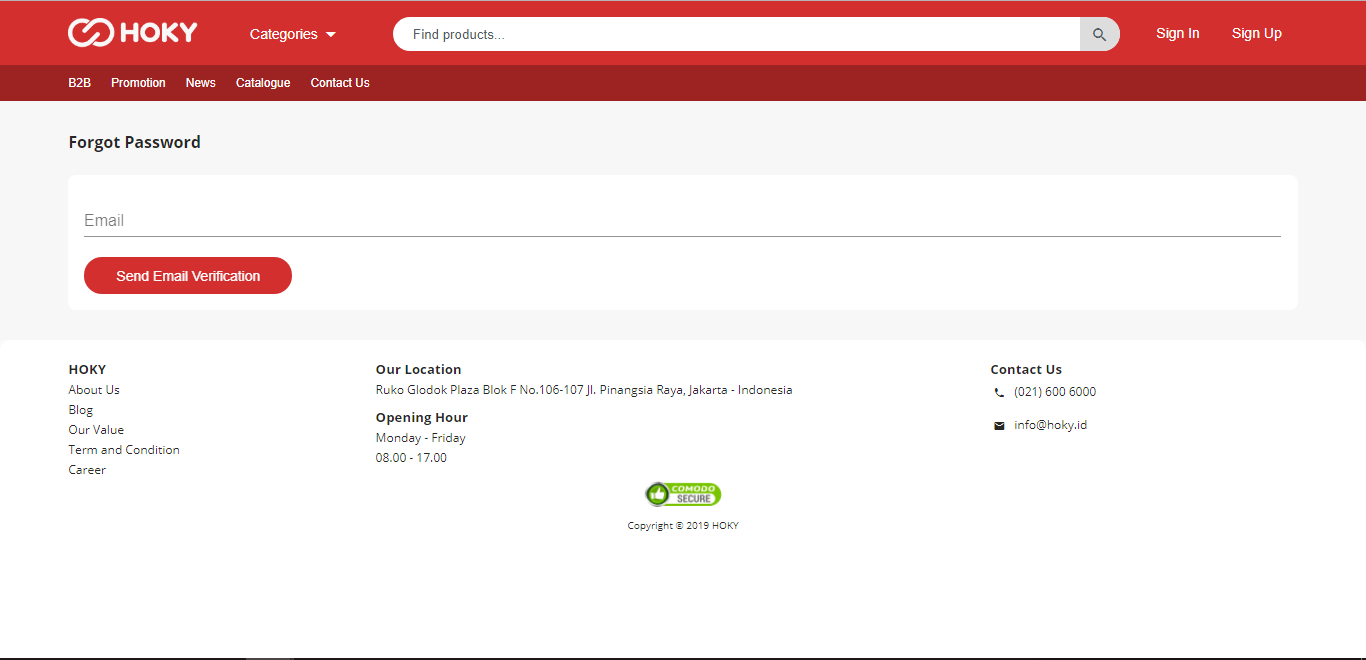 HOKY
Categories
Find products...
Sign In
Sign Up
B2B
Promotion
News
Catalogue
Contact Us
Forgot Password
Email
Send Email Verification
HOKY
About Us
Blog
Our Value
Term and Condition
Career
Our Location
Ruko Glodok Plaza Blok F No.106-107 Jl. Pinangsia Raya, Jakarta - Indonesia
Opening Hour
Monday - Friday
08.00 - 17.00
Contact Us
(021) 600 6000
info@hoky.id
COMODO
SECURE
Copyright © 2019 HOKY